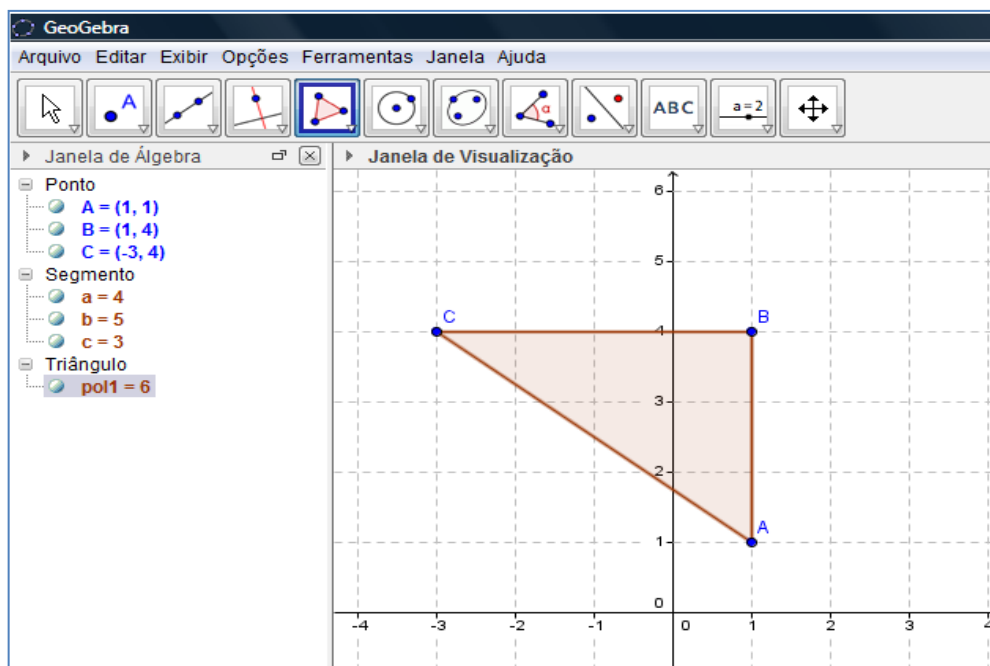 GeoGebra
Arquivo Editar Exibir Opções Ferramentas Janela Ajuda
A
α
ABC
a=2
Janela de Álgebra
Ponto
A = (1, 1)
B = (1, 4)
C = (-3, 4)
Segmento
a = 4
b = 5
c = 3
Triângulo
pol1 = 6
Janela de Visualização
6
5
C
4
B
3
2
A
1
0
-4 -3 -2 -1 0 1 2 3 4